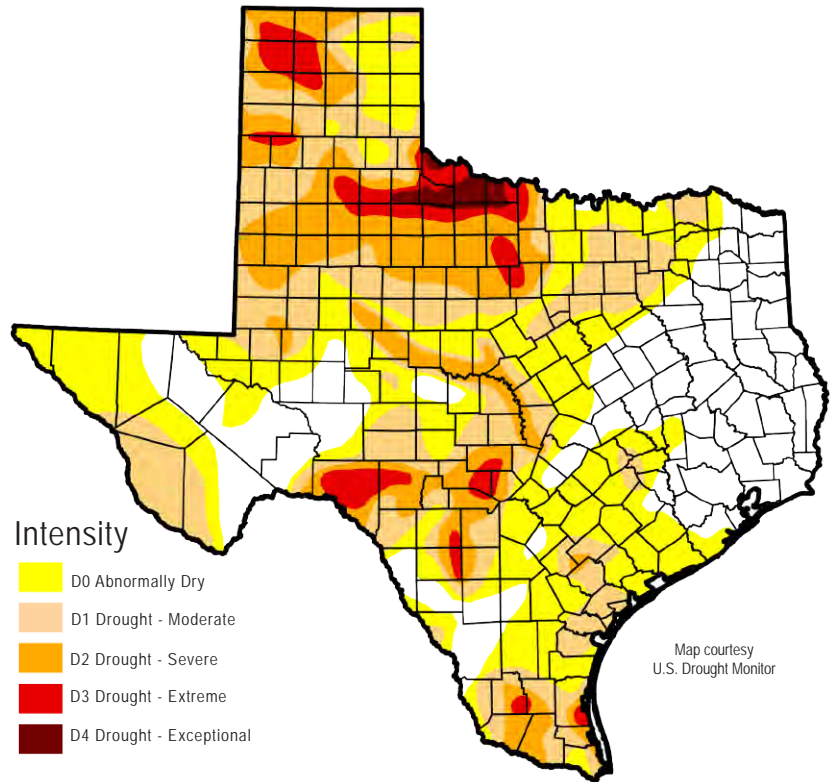 Intensity
D0 Abnormally Dry
D1 Drought - Moderate
D2 Drought - Severe
D3 Drought - Extreme
D4 Drought - Exceptional
Map courtesy
U.S. Drought Monitor